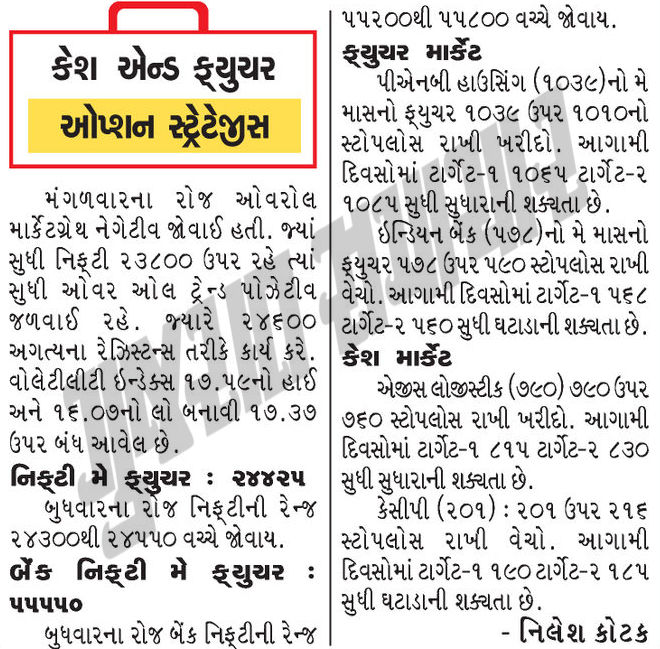 કેશ એન્ડ ફ્યુચર
ઓપ્શન સ્ટ્રેટેજીસ
મંગળવારના રોજ ઓવરોલ
માર્કેટગ્રેથ નેગેટીવ જોવાઈ હતી. જ્યાં
સુધી નિફ્ટી ૨૩૮૦૦ ઉપર રહે ત્યાં
સુધી ઓવર ઓલ ટ્રેન્ડ પોઝેટીવ
જળવાઈ રહે. જ્યારે ૨૪૬૦૦
અગત્યના રેઝિસ્ટન્સ તરીકે કાર્ય કરે.
વોલેટીલીટી ઈન્ડેક્સ ૧૭.૫૯નો હાઈ
અને ૧૬.૦૭નો લો બનાવી ૧૭.૩૭
ઉપર બંધ આવેલ છે.
નિફ્ટી મે ફ્યુચર : ૨૪૪૨૫
બુધવારના રોજ નિફ્ટીની રેન્જ
૨૪૩૦૦થી ૨૪૫૫૦ વચ્ચે જોવાય.
બેંક નિફ્ટી મે ફ્યુચર :
૫૫૫૫૦
બુધવારના રોજ બેંક નિફ્ટીની રેન્જ
૫૫૨૦૦થી ૫૫૮૦૦ વચ્ચે જોવાય.
ફ્યુચર માર્કેટ
પીએનબી હાઉસિંગ (૧૦૩૯)નો મે
માસનો ફ્યુચર ૧૦૩૯ ઉપર ૧૦૧૦નો
સ્ટોપલોસ રાખી ખરીદો. આગામી
દિવસોમાં ટાર્ગેટ-૧ ૧૦૬૫ ટાર્ગેટ-૨
૧૦૮૫ સુધી સુધારાની શક્યતા છે.
ઇન્ડિયન બેંક (૫૭૮)નો મે માસનો
ફ્યુચર ૫૭૮ ઉપર ૫૯૦ સ્ટોપલોસ રાખી
વેચો. આગામી દિવસોમાં ટાર્ગેટ-૧ ૫૬૮
ટાર્ગેટ-૨ ૫૬૦ સુધી ઘટાડાની શક્યતા છે.
કેશ માર્કેટ
એજીસ લોજીસ્ટીક (૭૯૦) ૭૯૦ ઉપર
૭૬૦ સ્ટોપલોસ રાખી ખરીદો. આગામી
દિવસોમાં ટાર્ગેટ-૧ ૮૧૫ ટાર્ગેટ-૨ ૮૩૦
સુધી સુધારાની શક્યતા છે.
કેસીપી (૨૦૧) : ૨૦૧ ઉપર ૨૧૬
સ્ટોપલોસ રાખી વેચો. આગામી
દિવસોમાં ટાર્ગેટ-૧ ૧૯૦ ટાર્ગેટ-૨ ૧૮૫
સુધી ઘટાડાની શક્યતા છે.
- નિલેશ કોટક